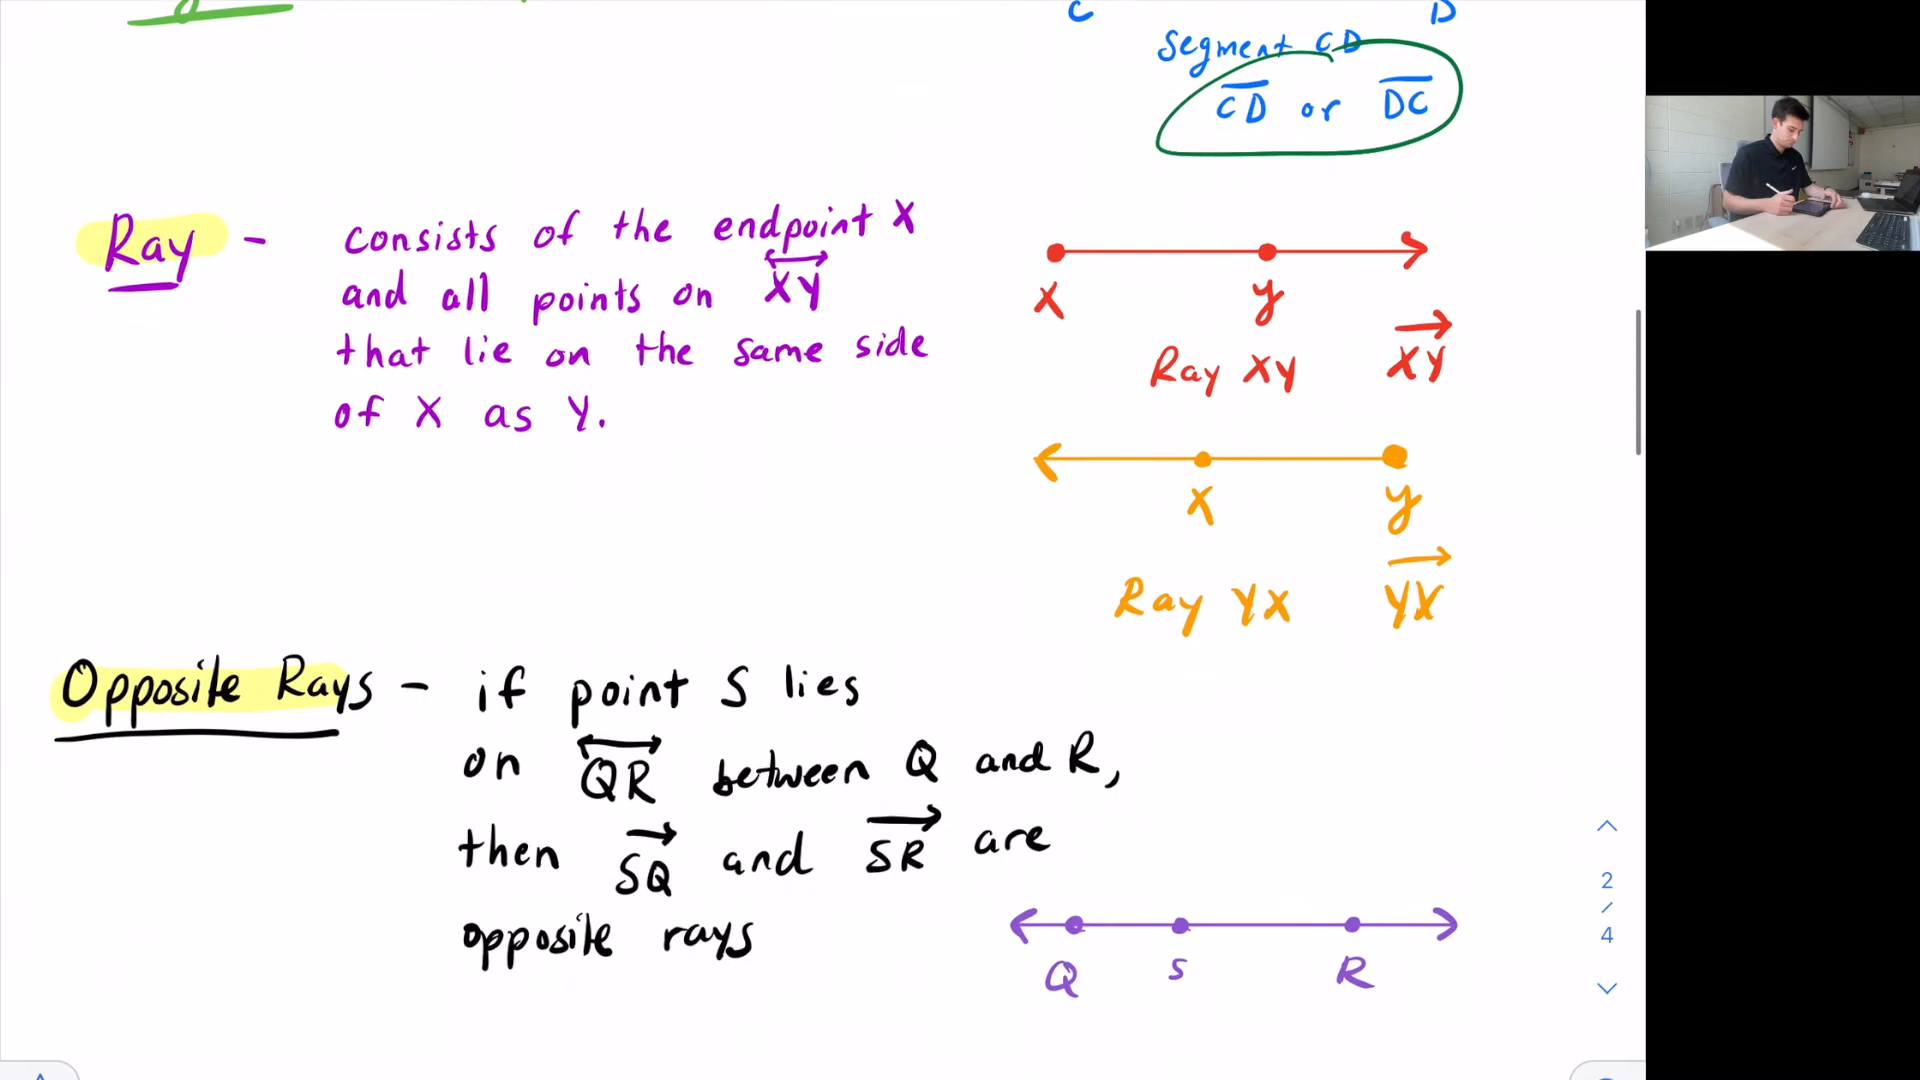 C D
Segment CD
CD or DC
Ray - consists of the endpoint X
and all points on XY
that lie on the same side
of X as Y.
X y
Ray XY XY
X y
Ray YX YX
Opposite Rays - if point S lies
on QR between Q and R,
then SQ and SR are
opposite rays
Q S R
2
/
4